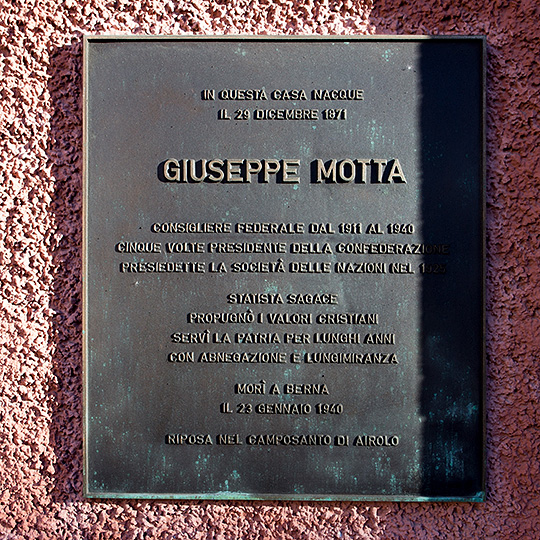 IN QUESTA CASA NACQUE
IL 29 DICEMBRE 1871
GIUSEPPE MOTTA
CONSIGLIERE FEDERALE DAL 1911 AL 1940
CINQUE VOLTE PRESIDENTE DELLA CONFEDERAZIONE
PRESIEDETTE LA SOCIETÀ DELLE NAZIONI NEL
STATISTA SAGACE
PROPUGNÒ I VALORI CRISTIANI
SERVÌ LA PATRIA PER LUNGHI ANNI
CON ABNEGAZIONE E LUNGIMIRANZA
MORÌ A BERNA
IL 23 GENNAIO 1940
RIPOSA NEL CAMPOSANTO DI AIROLO